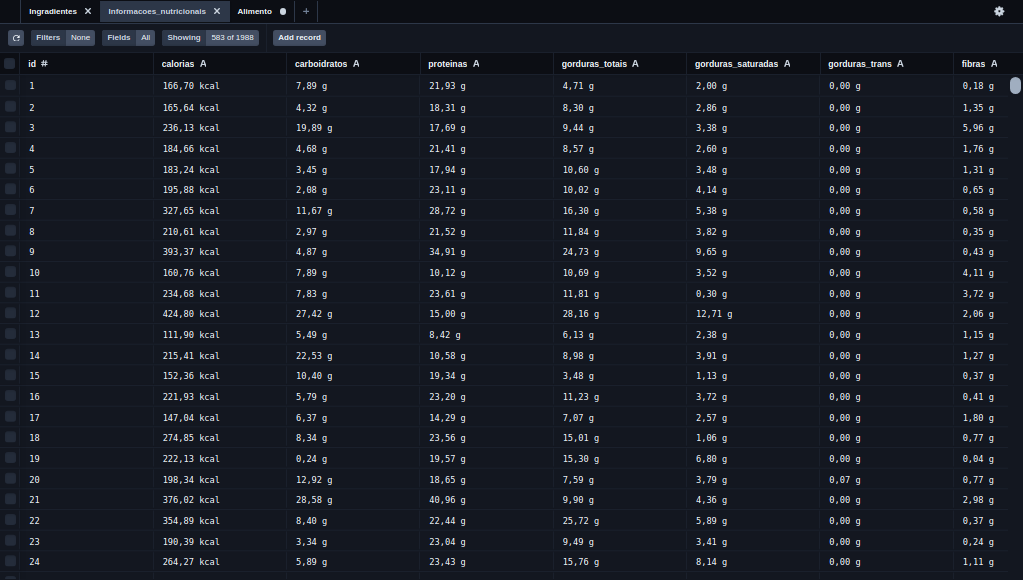 Ingredientes Informacoes_nutricionais Alimento
Filters None Fields All Showing 583 of 1988 Add record
id # calorias A carboidratos A proteinas A gorduras_totais A gorduras_saturadas A gorduras_trans A fibras A
1 166,70 kcal 7,89 g 21,93 g 4,71 g 2,00 g 0,00 g 0,18 g
2 165,64 kcal 4,32 g 18,31 g 8,30 g 2,86 g 0,00 g 1,35 g
3 236,13 kcal 19,89 g 17,69 g 9,44 g 3,38 g 0,00 g 5,96 g
4 184,66 kcal 4,68 g 21,41 g 8,57 g 2,60 g 0,00 g 1,76 g
5 183,24 kcal 3,45 g 17,94 g 10,60 g 3,48 g 0,00 g 1,31 g
6 195,88 kcal 2,08 g 23,11 g 10,02 g 4,14 g 0,00 g 0,65 g
7 327,65 kcal 11,67 g 28,72 g 16,30 g 5,38 g 0,00 g 0,58 g
8 210,61 kcal 2,97 g 21,52 g 11,84 g 3,82 g 0,00 g 0,35 g
9 393,37 kcal 4,87 g 34,91 g 24,73 g 9,65 g 0,00 g 0,43 g
10 160,76 kcal 7,89 g 10,12 g 10,69 g 3,52 g 0,00 g 4,11 g
11 234,68 kcal 7,83 g 23,61 g 11,81 g 0,30 g 0,00 g 3,72 g
12 424,80 kcal 27,42 g 15,00 g 28,16 g 12,71 g 0,00 g 2,06 g
13 111,90 kcal 5,49 g 8,42 g 6,13 g 2,38 g 0,00 g 1,15 g
14 215,41 kcal 22,53 g 10,58 g 8,98 g 3,91 g 0,00 g 1,27 g
15 152,36 kcal 10,40 g 19,34 g 3,48 g 1,13 g 0,00 g 0,37 g
16 221,93 kcal 5,79 g 23,20 g 11,23 g 3,72 g 0,00 g 0,41 g
17 147,04 kcal 6,37 g 14,29 g 7,07 g 2,57 g 0,00 g 1,80 g
18 274,85 kcal 8,34 g 23,56 g 15,01 g 1,06 g 0,00 g 0,77 g
19 222,13 kcal 0,24 g 19,57 g 15,30 g 6,80 g 0,00 g 0,04 g
20 198,34 kcal 12,92 g 18,65 g 7,59 g 3,79 g 0,07 g 0,77 g
21 376,02 kcal 28,58 g 40,96 g 9,90 g 4,36 g 0,00 g 2,98 g
22 354,89 kcal 8,40 g 22,44 g 25,72 g 5,89 g 0,00 g 0,37 g
23 190,39 kcal 3,34 g 23,04 g 9,49 g 3,41 g 0,00 g 0,24 g
24 264,27 kcal 5,89 g 23,43 g 15,76 g 8,14 g 0,00 g 1,11 g